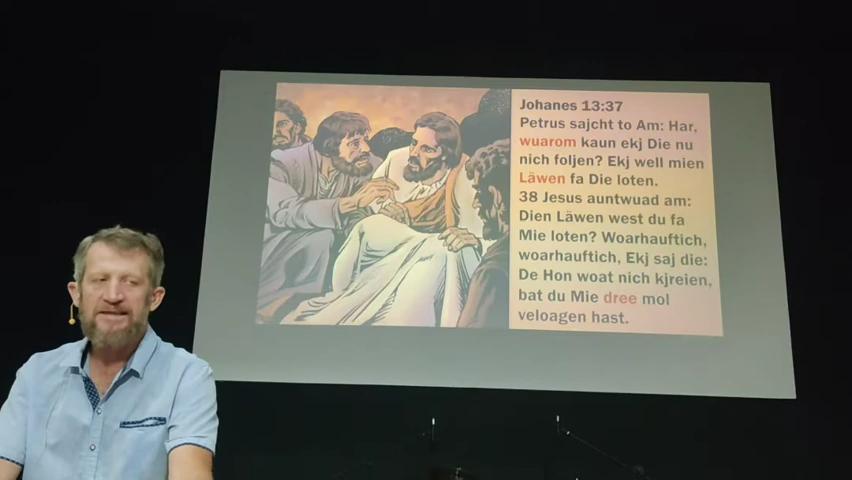 Johanes 13:37
Petrus sajcht to Am: Har,
wuarom kaun ekj Die nu
nich foljen? Ekj well mien
Läwen fa Die loten.
38 Jesus auntwuad am:
Dien Läwen west du fa
Mie loten? Woarhauftich,
woarhauftich, Ekj saj die:
De Hon woat nich kjreien,
bat du Mie dree mol
veloagen hast.